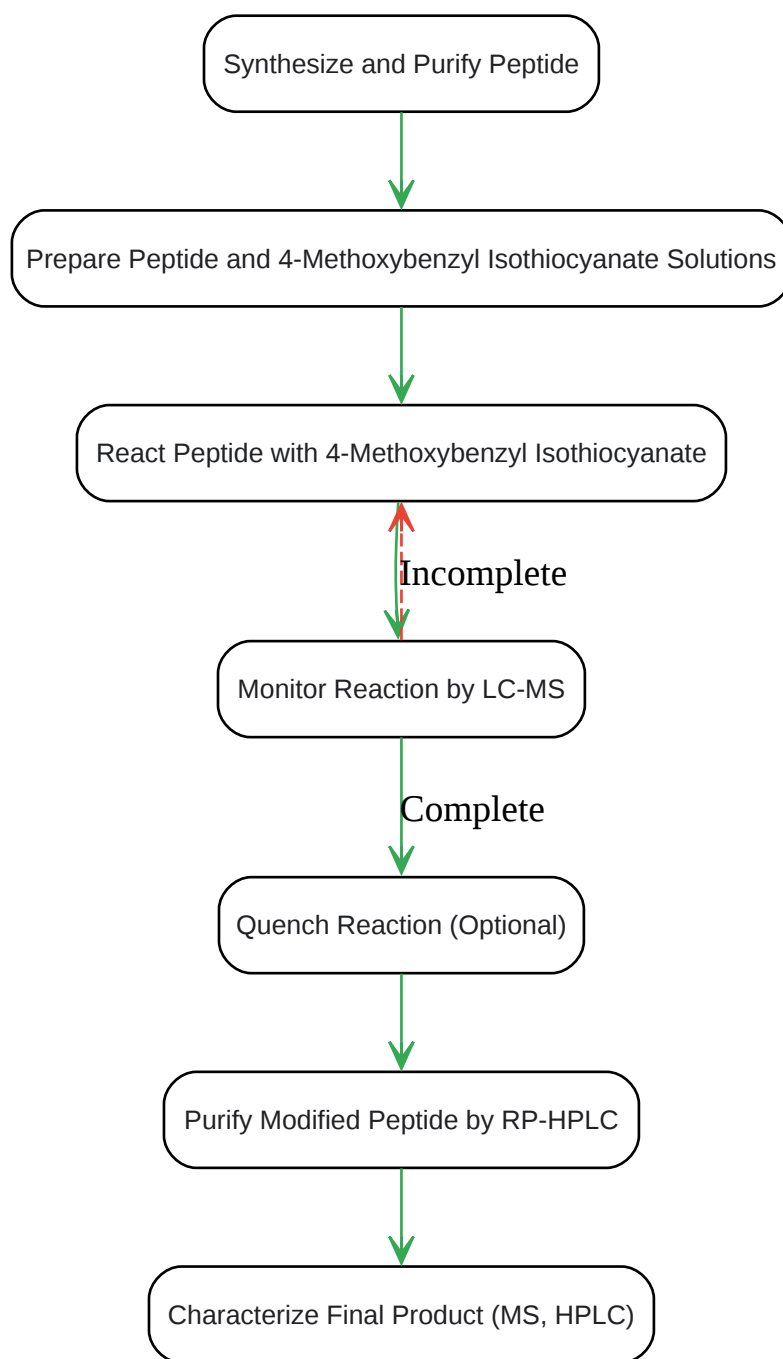 Synthesize and Purify Peptide
Prepare Peptide and 4-Methoxybenzyl Isothiocyanate Solutions
React Peptide with 4-Methoxybenzyl Isothiocyanate
Incomplete
Monitor Reaction by LC-MS
Complete
Quench Reaction (Optional)
Purify Modified Peptide by RP-HPLC
Characterize Final Product (MS, HPLC)